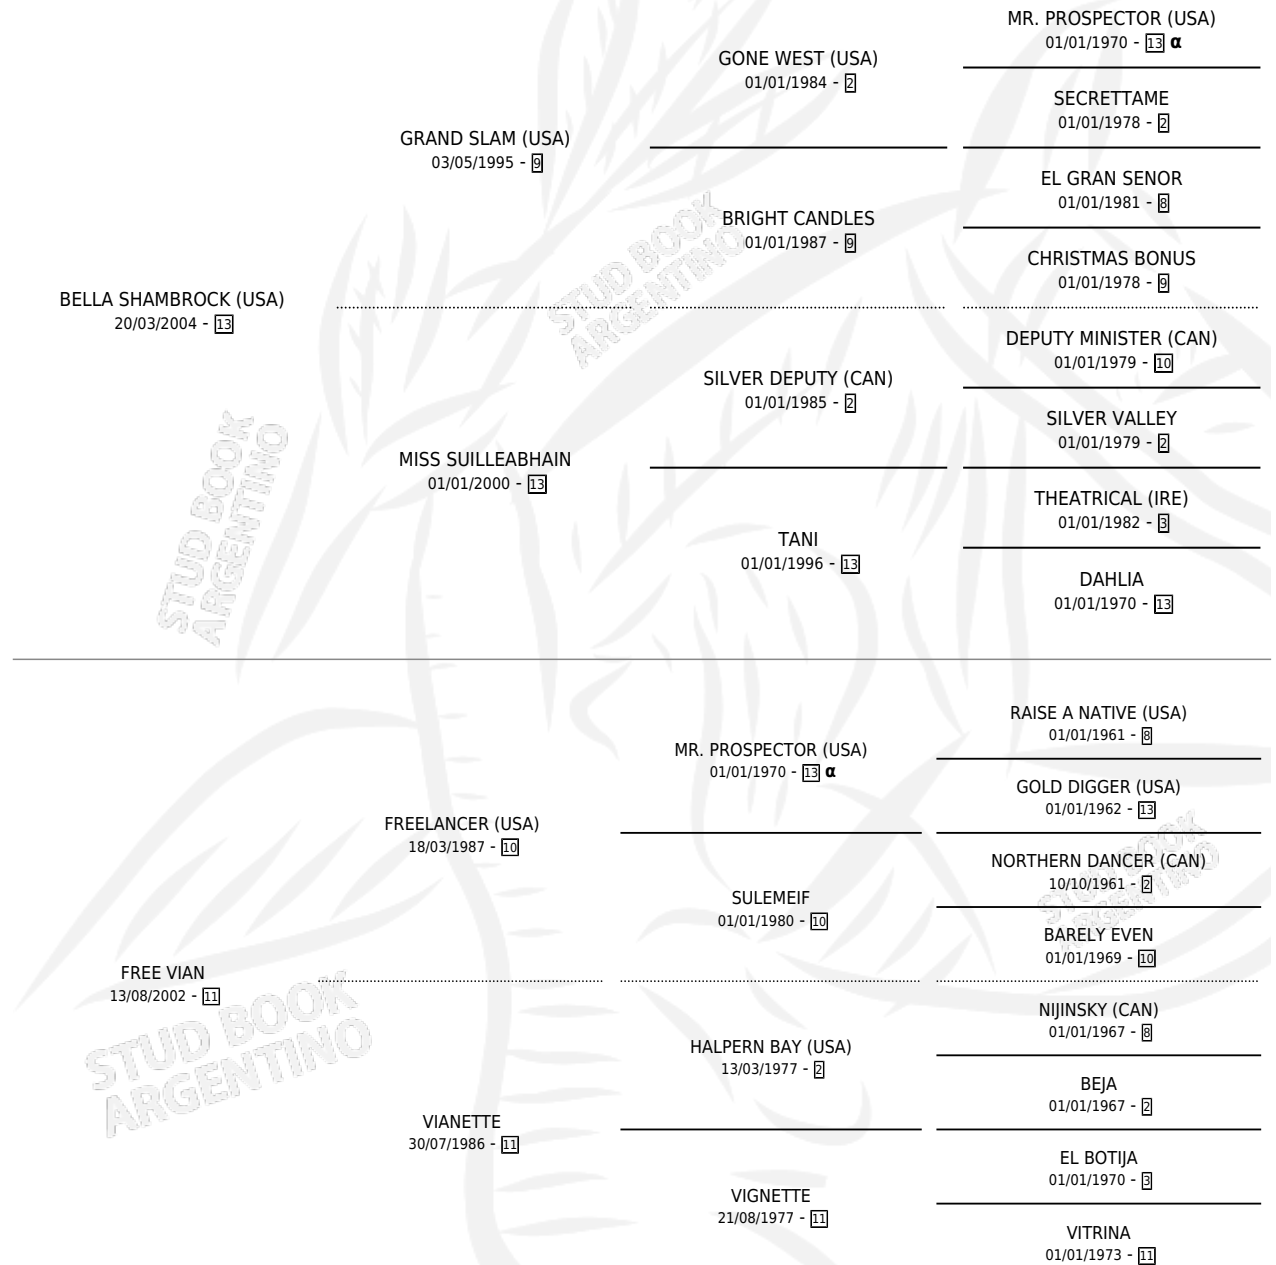 MR. PROSPECTOR (USA)
01/01/1970 - 13 α
GONE WEST (USA)
01/01/1984 - 2
SECRETTAME
01/01/1978 - 2
GRAND SLAM (USA)
03/05/1995 - 9
EL GRAN SENOR
01/01/1981 - 8
BRIGHT CANDLES
01/01/1987 - 9
CHRISTMAS BONUS
01/01/1978 - 9
BELLA SHAMBROCK (USA)
20/03/2004 - 13
DEPUTY MINISTER (CAN)
01/01/1979 - 10
SILVER DEPUTY (CAN)
01/01/1985 - 2
SILVER VALLEY
01/01/1979 - 2
MISS SUILLEABHAIN
01/01/2000 - 13
THEATRICAL (IRE)
01/01/1982 - 3
TANI
01/01/1996 - 13
DAHLIA
01/01/1970 - 13
RAISE A NATIVE (USA)
01/01/1961 - 8
MR. PROSPECTOR (USA)
01/01/1970 - 13 α
GOLD DIGGER (USA)
01/01/1962 - 13
FREELANCER (USA)
18/03/1987 - 10
NORTHERN DANCER (CAN)
10/10/1961 - 2
SULEMEIF
01/01/1980 - 10
BARELY EVEN
01/01/1969 - 10
FREE VIAN
13/08/2002 - 11
NIJINSKY (CAN)
01/01/1967 - 8
HALPERN BAY (USA)
13/03/1977 - 2
BEJA
01/01/1967 - 2
VIANETTE
30/07/1986 - 11
EL BOTIJA
01/01/1970 - 3
VIGNETTE
21/08/1977 - 11
VITRINA
01/01/1973 - 11
STUD BOOK
ARGENTINO
STUD BOOK
ARGENTINO
STUD BOOK
ARGENTINO
STUD BOOK
ARGENTINO